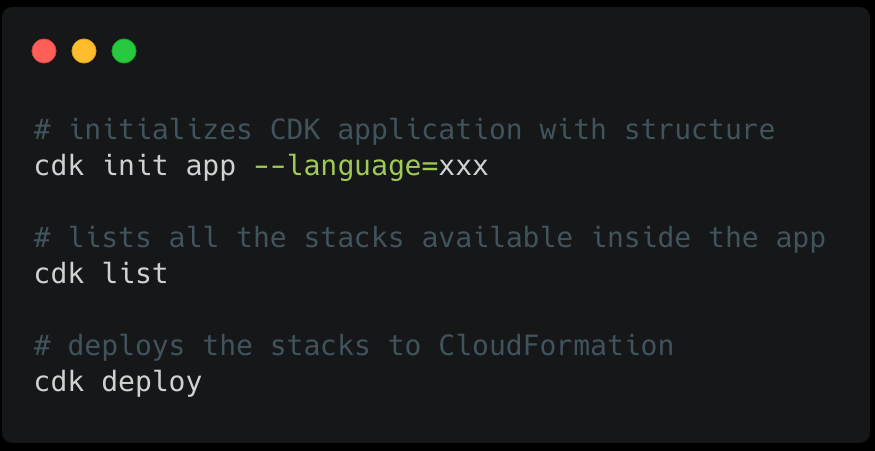 # initializes CDK application with structure
cdk init app --language=xxx
# lists all the stacks available inside the app
cdk list
# deploys the stacks to CloudFormation
cdk deploy